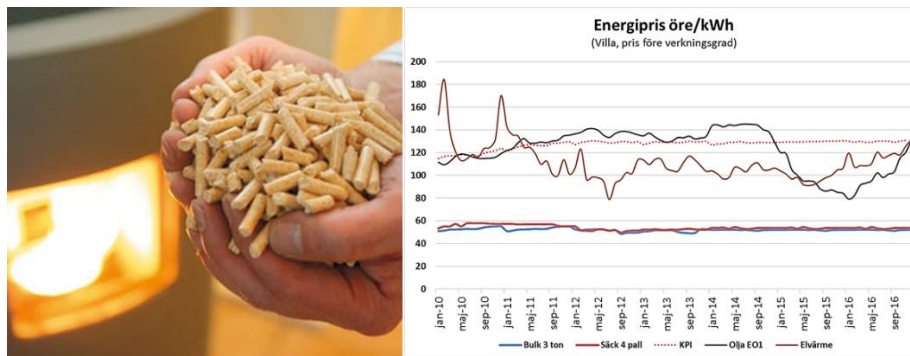 Energipris öre/kWh
(Villa, pris före verkningsgrad)
200
180
160
140
120
100
80
60
40
20
0
jan-10
maj-10
sep-10
jan-11
maj-11
sep-11
jan-12
maj-12
sep-12
jan-13
maj-13
sep-13
jan-14
maj-14
sep-14
jan-15
maj-15
sep-15
jan-16
maj-16
sep-16
Bulk 3 ton
Säck 4 pall
KPI
Olja EO1
Elvärme